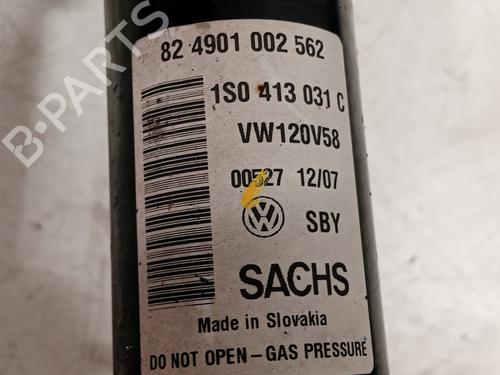 82 4901 002 562
1S0 413 031 C
VW120V58
00527 12/07
VW SBY
SACHS
Made in Slovakia
DO NOT OPEN - GAS PRESSURE
B-PARTS